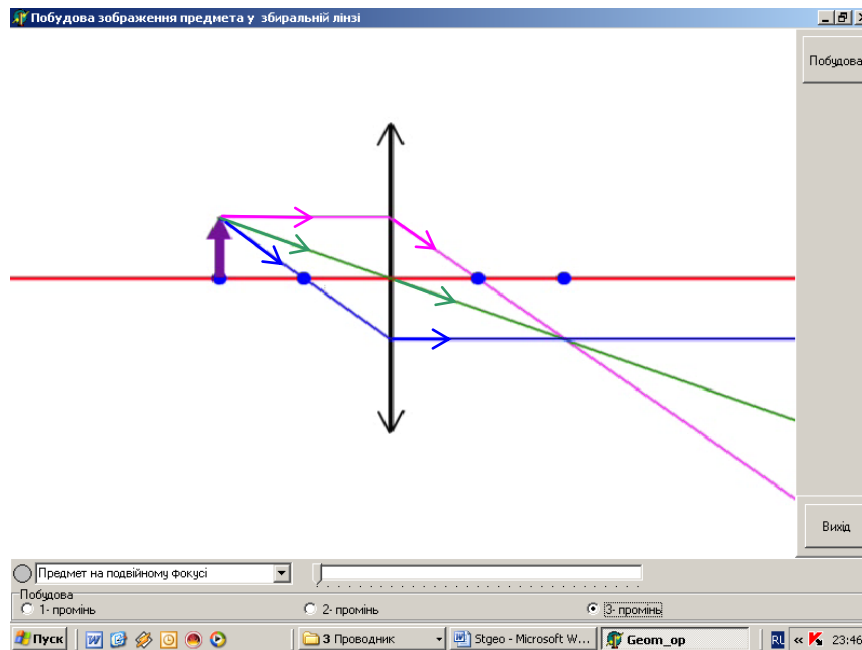 Побудова зображення предмета у збиральній лінзі
Побудова
Вихід
Предмет на подвійному фокусі
Побудова
1- промінь
2- промінь
3- промінь
Пуск
3 Проводник
Stgeo - Microsoft W...
Geom_op
RU
«
23:46